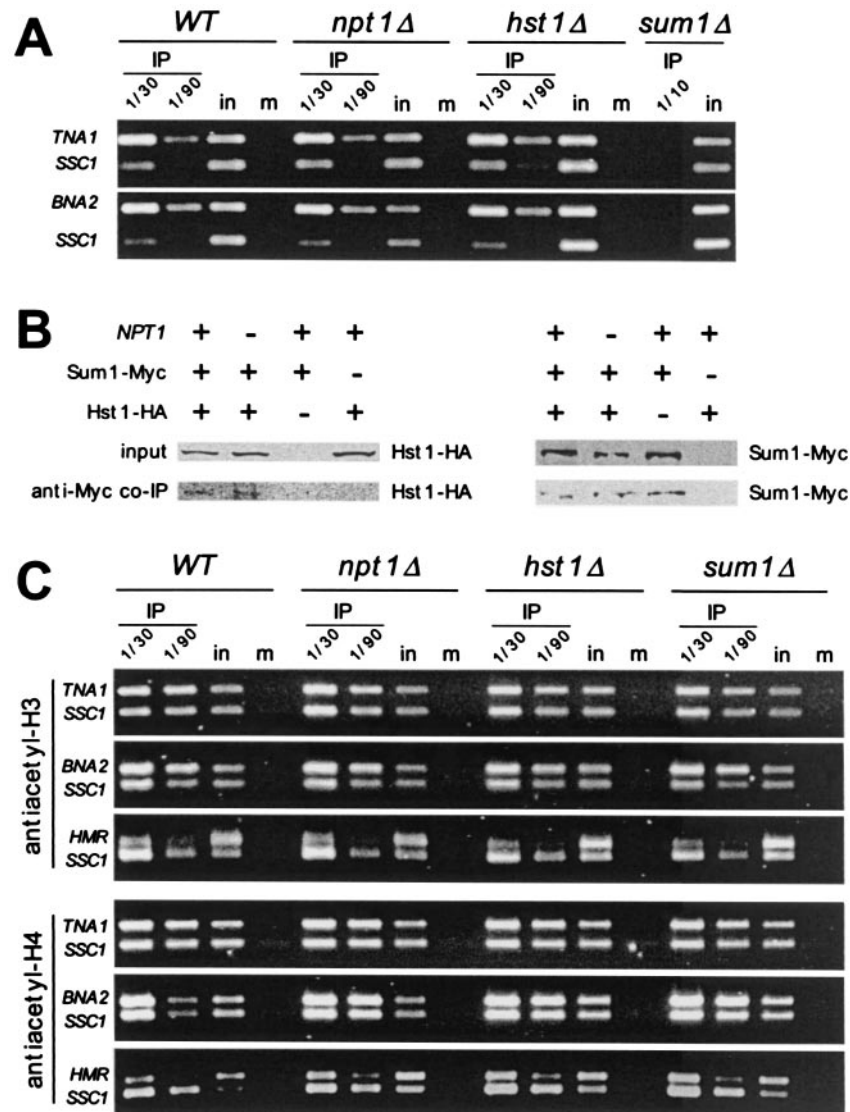 A
WT npt1Δ hst1Δ sum1Δ
IP IP IP IP
1/30 1/90 in m 1/30 1/90 in m 1/30 1/90 in m 1/10 in
TNA1
SSC1
BNA2
SSC1
B
NPT1 + - + + + - + +
Sum1-Myc + + + - + + + -
Hst1-HA + + - + + + - +
input Hst1-HA Sum1-Myc
anti-Myc co-IP Hst1-HA Sum1-Myc
C
WT npt1Δ hst1Δ sum1Δ
IP IP IP IP
1/30 1/90 in m 1/30 1/90 in m 1/30 1/90 in m 1/30 1/90 in m
antiacetyl-H3
TNA1
SSC1
BNA2
SSC1
HMR
SSC1
antiacetyl-H4
TNA1
SSC1
BNA2
SSC1
HMR
SSC1